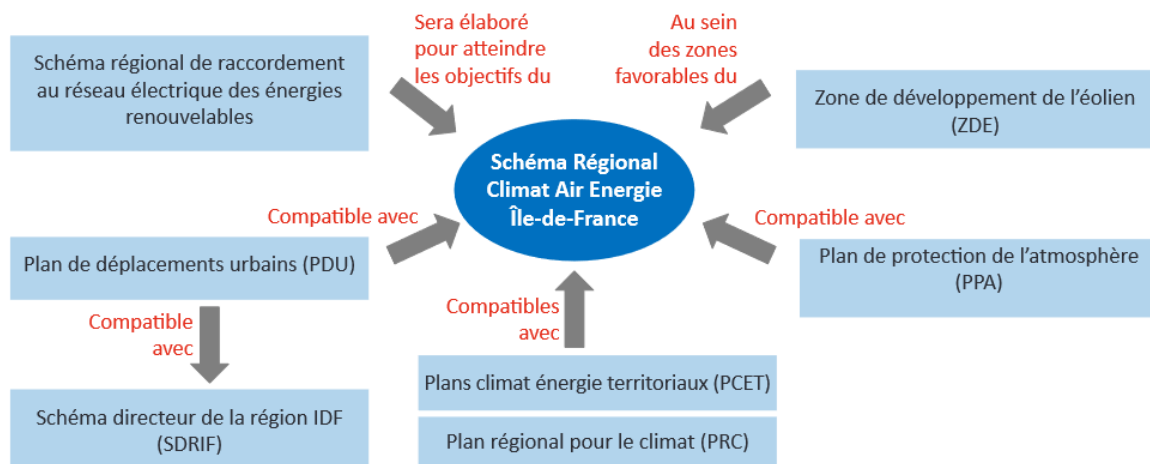 Sera élaboré
pour atteindre
les objectifs du
Au sein
des zones
favorables du
Schéma régional de raccordement
au réseau électrique des énergies
renouvelables
Zone de développement de l’éolien
(ZDE)
Schéma Régional
Climat Air Energie
Île-de-France
Compatible avec
Compatible avec
Plan de déplacements urbains (PDU)
Plan de protection de l’atmosphère
(PPA)
Compatible
avec
Compatibles
avec
Schéma directeur de la région IDF
(SDRIF)
Plans climat énergie territoriaux (PCET)
Plan régional pour le climat (PRC)